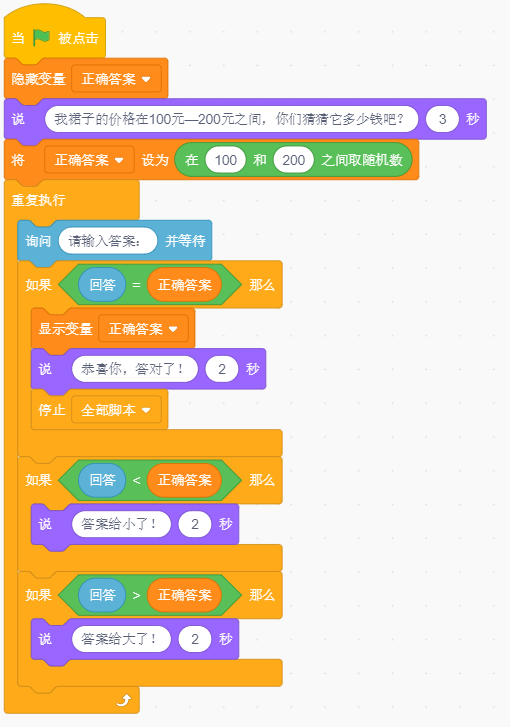 当 被点击
隐藏变量 正确答案
说 我裙子的价格在100元—200元之间，你们猜猜它多少钱吧？ 3 秒
将 正确答案 设为 在 100 和 200 之间取随机数
重复执行
询问 请输入答案： 并等待
如果 回答 = 正确答案 那么
显示变量 正确答案
说 恭喜你，答对了！ 2 秒
停止 全部脚本
如果 回答 < 正确答案 那么
说 答案给小了！ 2 秒
如果 回答 > 正确答案 那么
说 答案给大了！ 2 秒